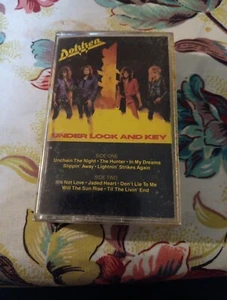 Dokken
UNDER LOCK AND KEY
SIDE ONE
Unchain The Night • The Hunter • In My Dreams
Slippin' Away • Lightnin' Strikes Again
SIDE TWO
It's Not Love • Jaded Heart • Don't Lie To Me
Will The Sun Rise • Til The Livin' End